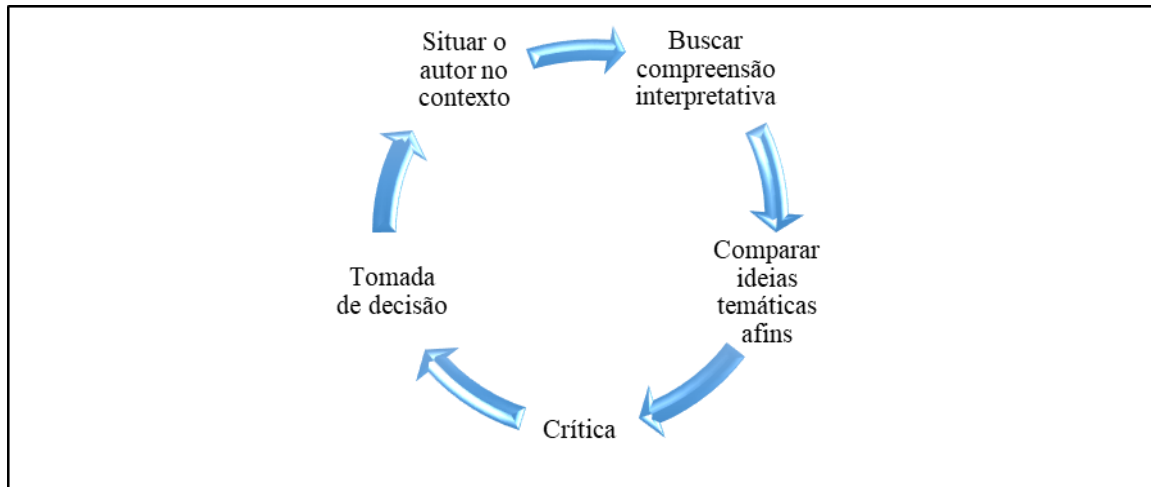 Situar o
autor no
contexto
Buscar
compreensão
interpretativa
Comparar
ideias
temáticas
afins
Crítica
Tomada
de decisão